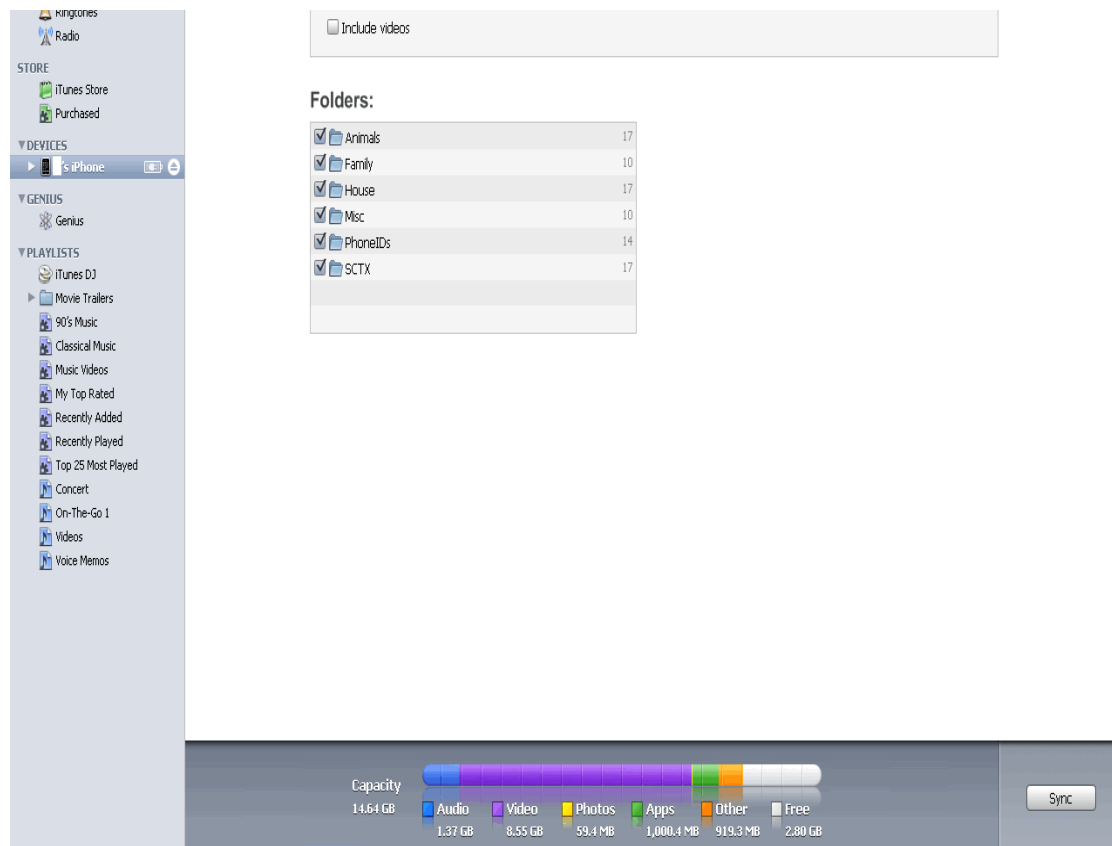 Ringtones
Radio
STORE
iTunes Store
Purchased
DEVICES
's iPhone
GENIUS
Genius
PLAYLISTS
iTunes DJ
Movie Trailers
90's Music
Classical Music
Music Videos
My Top Rated
Recently Added
Recently Played
Top 25 Most Played
Concert
On-The-Go 1
Videos
Voice Memos
Include videos
Folders:
Animals 17
Family 10
House 17
Misc 10
PhoneIDs 14
SCTX 17
Capacity
14.64 GB
Audio Video Photos Apps Other Free
1.37 GB 8.55 GB 59.4 MB 1,000.4 MB 919.3 MB 2.80 GB
Sync